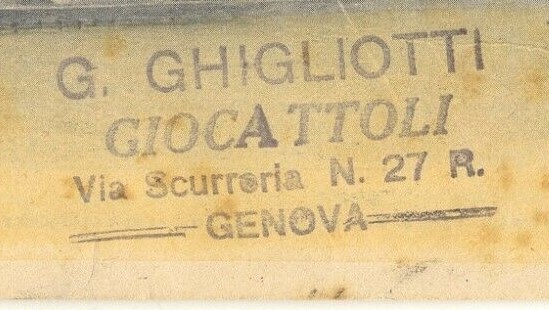 G. GHIGLIOTTI
GIOCATTOLI
Via Scurreria N. 27 R.
GENOVA